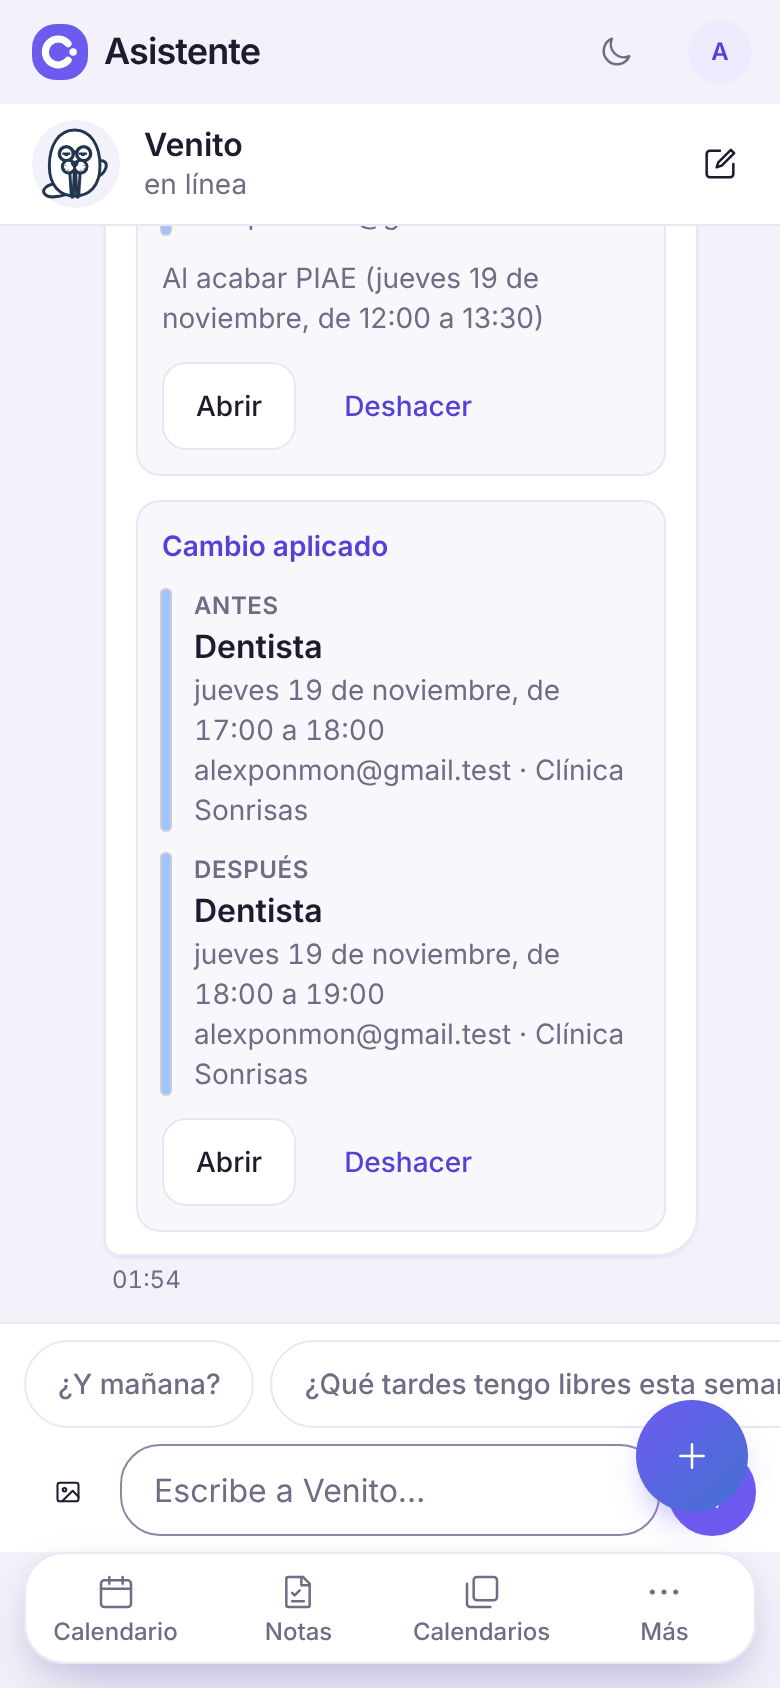 Asistente
A
Venito
en línea
Al acabar PIAE (jueves 19 de
noviembre, de 12:00 a 13:30)
Abrir
Deshacer
Cambio aplicado
ANTES
Dentista
jueves 19 de noviembre, de
17:00 a 18:00
alexponmon@gmail.test · Clínica
Sonrisas
DESPUÉS
Dentista
jueves 19 de noviembre, de
18:00 a 19:00
alexponmon@gmail.test · Clínica
Sonrisas
Abrir
Deshacer
01:54
¿Y mañana?
¿Qué tardes tengo libres esta
Escribe a Venito...
Calendario
Notas
Calendarios
Más